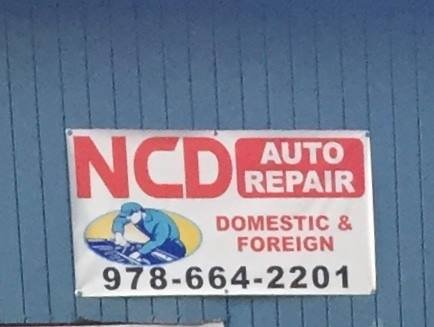 NCD AUTO REPAIR
DOMESTIC &
FOREIGN
978-664-2201